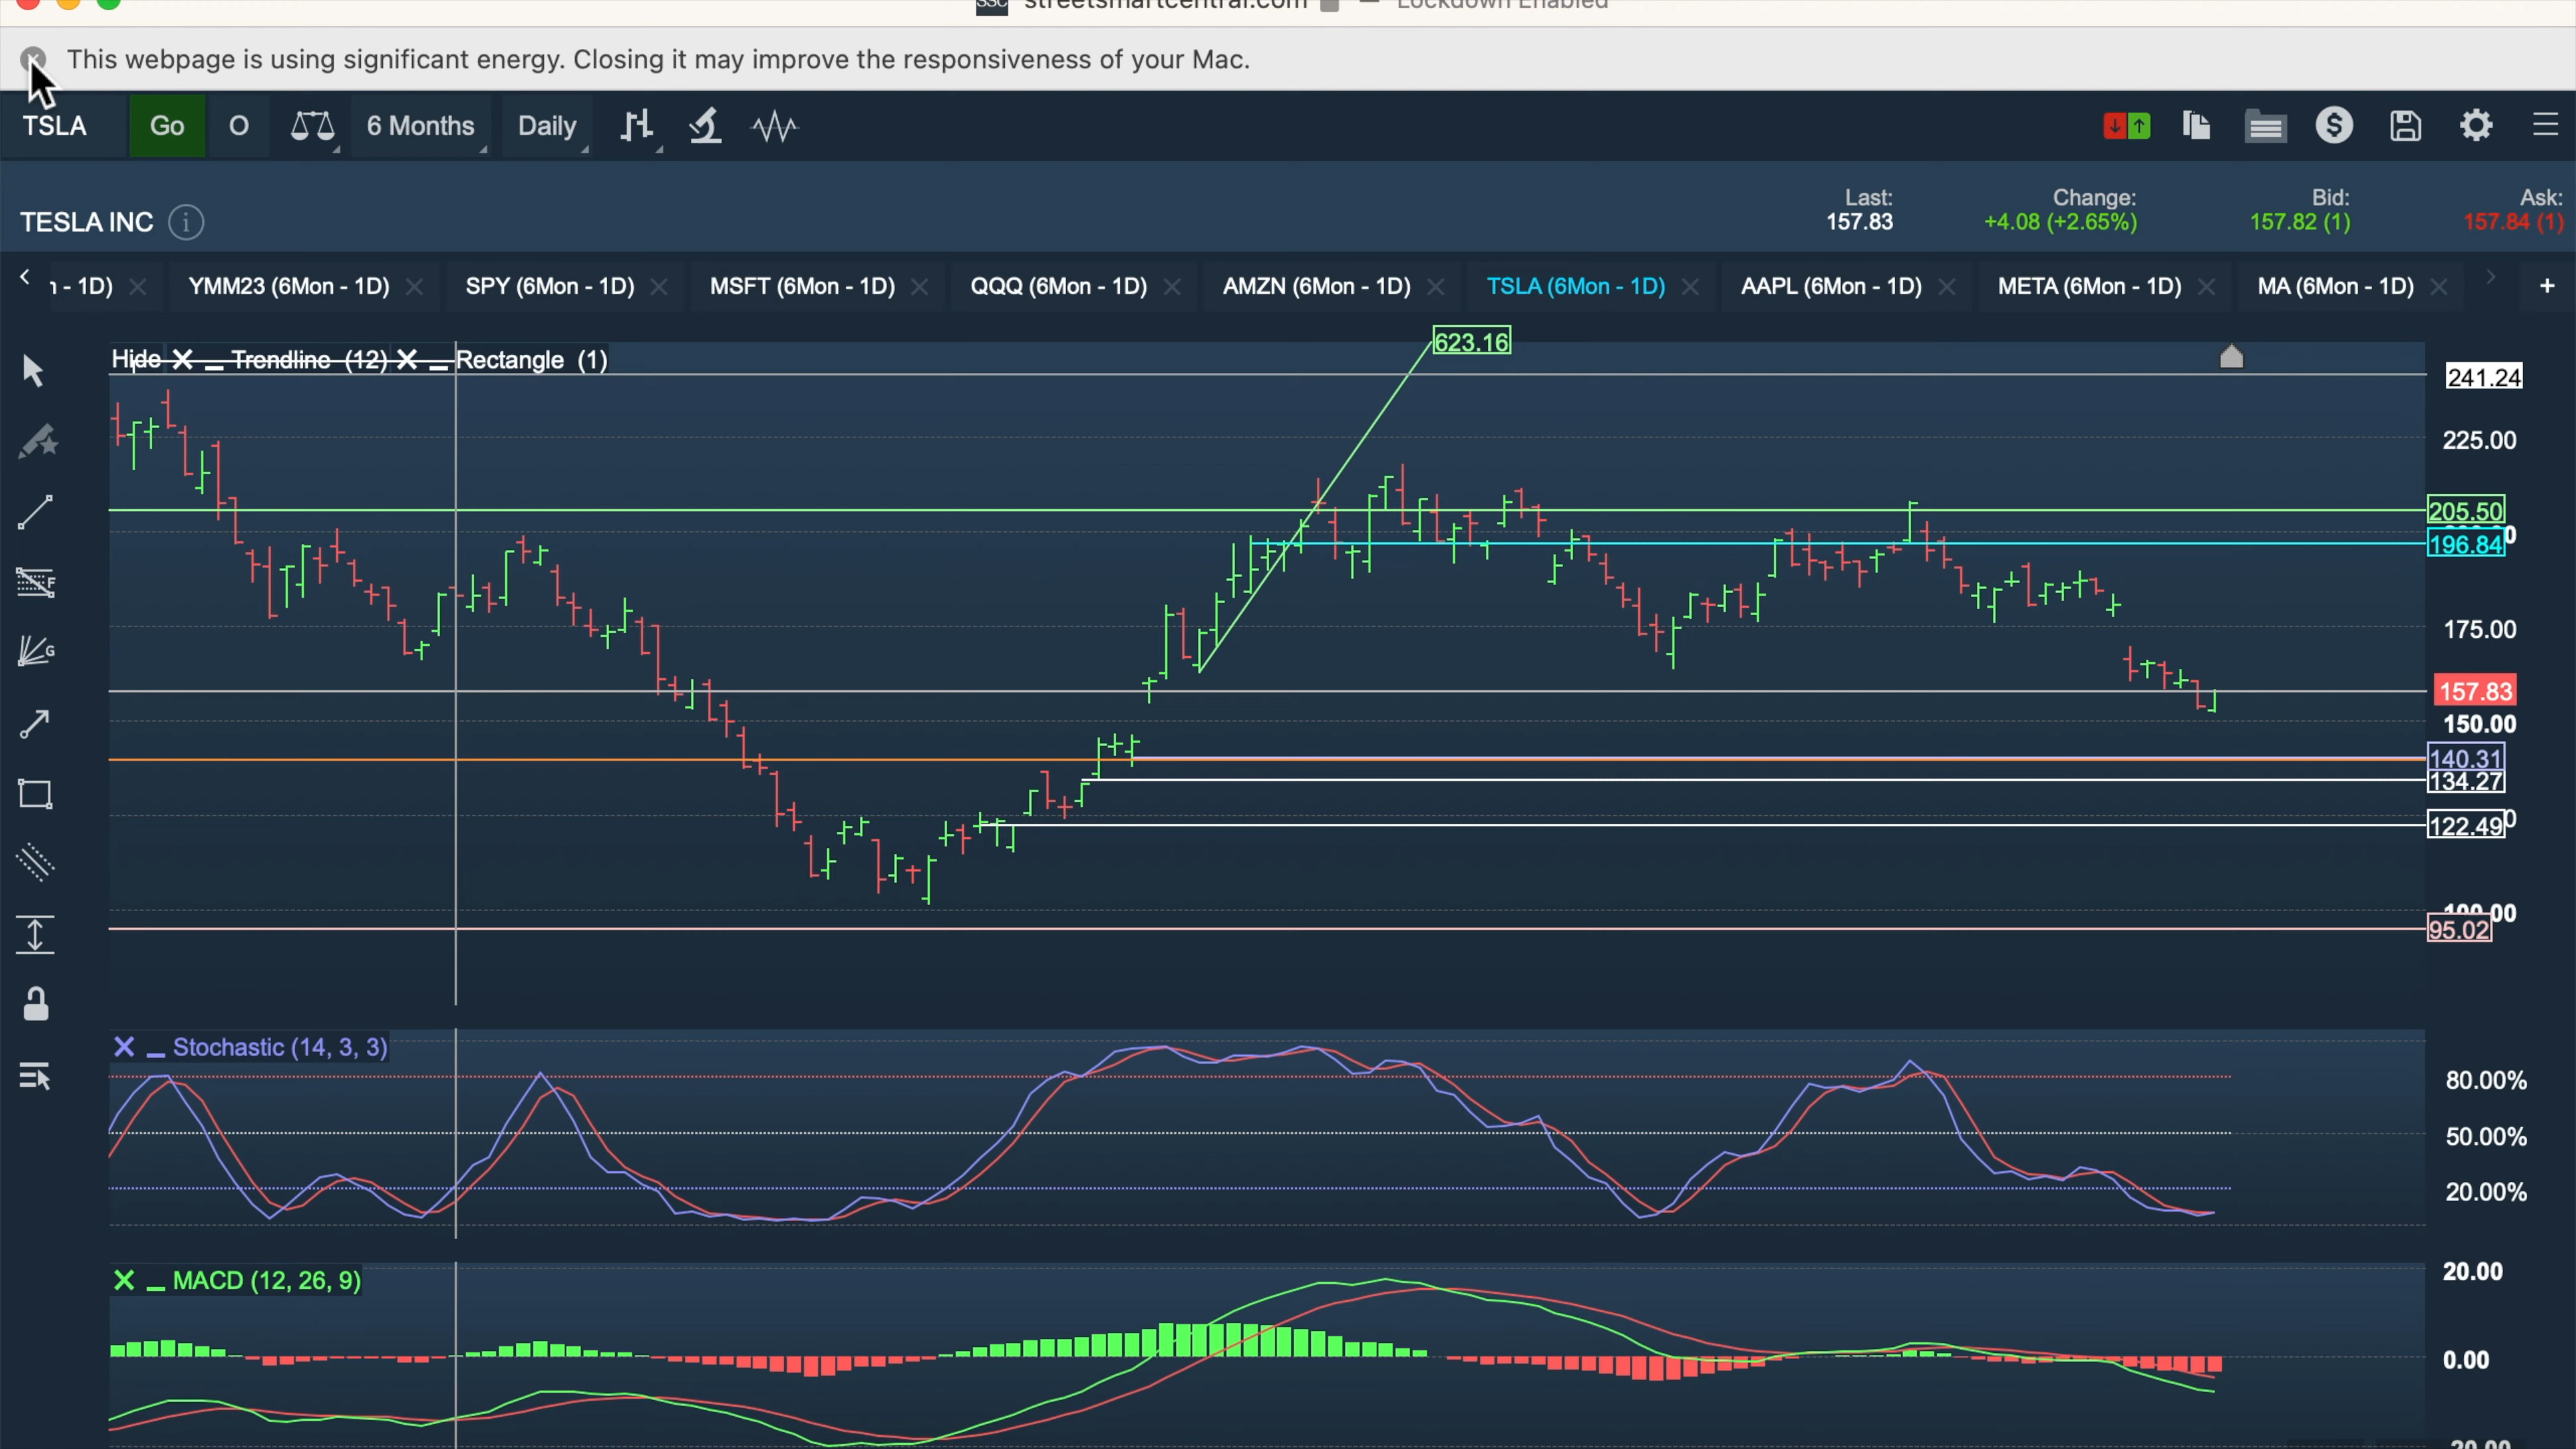 SSC streetsmartcentral.com — Lockdown Enabled
This webpage is using significant energy. Closing it may improve the responsiveness of your Mac.
TSLA Go O 6 Months Daily
Last: Change: Bid: Ask:
TESLA INC i 157.83 +4.08 (+2.65%) 157.82 (1) 157.84 (1)
- 1D) YMM23 (6Mon - 1D) SPY (6Mon - 1D) MSFT (6Mon - 1D) QQQ (6Mon - 1D) AMZN (6Mon - 1D) TSLA (6Mon - 1D) AAPL (6Mon - 1D) META (6Mon - 1D) MA (6Mon - 1D) +
623.16
Hide Trendline (12) Rectangle (1)
241.24
225.00
205.50
196.84
175.00
157.83
150.00
140.31
134.27
122.49
95.02
Stochastic (14, 3, 3)
80.00%
50.00%
20.00%
MACD (12, 26, 9)
20.00
0.00